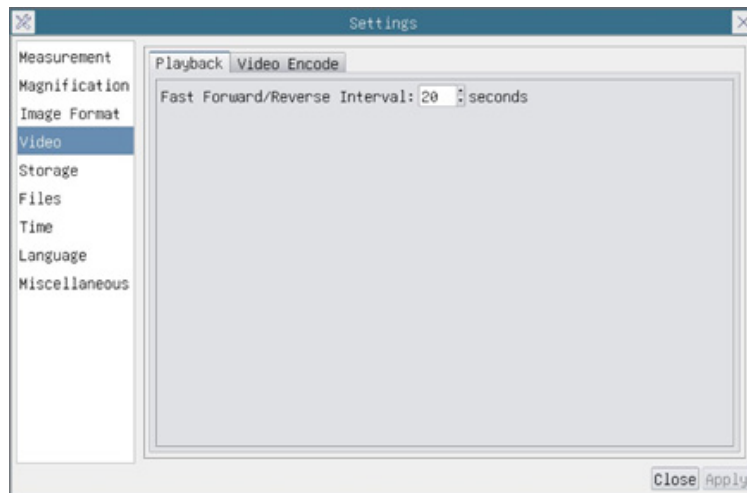 Settings
Measurement
Magnification
Image Format
Video
Storage
Files
Time
Language
Miscellaneous
Playback Video Encode
Fast Forward/Reverse Interval: 20 seconds
Close Apply